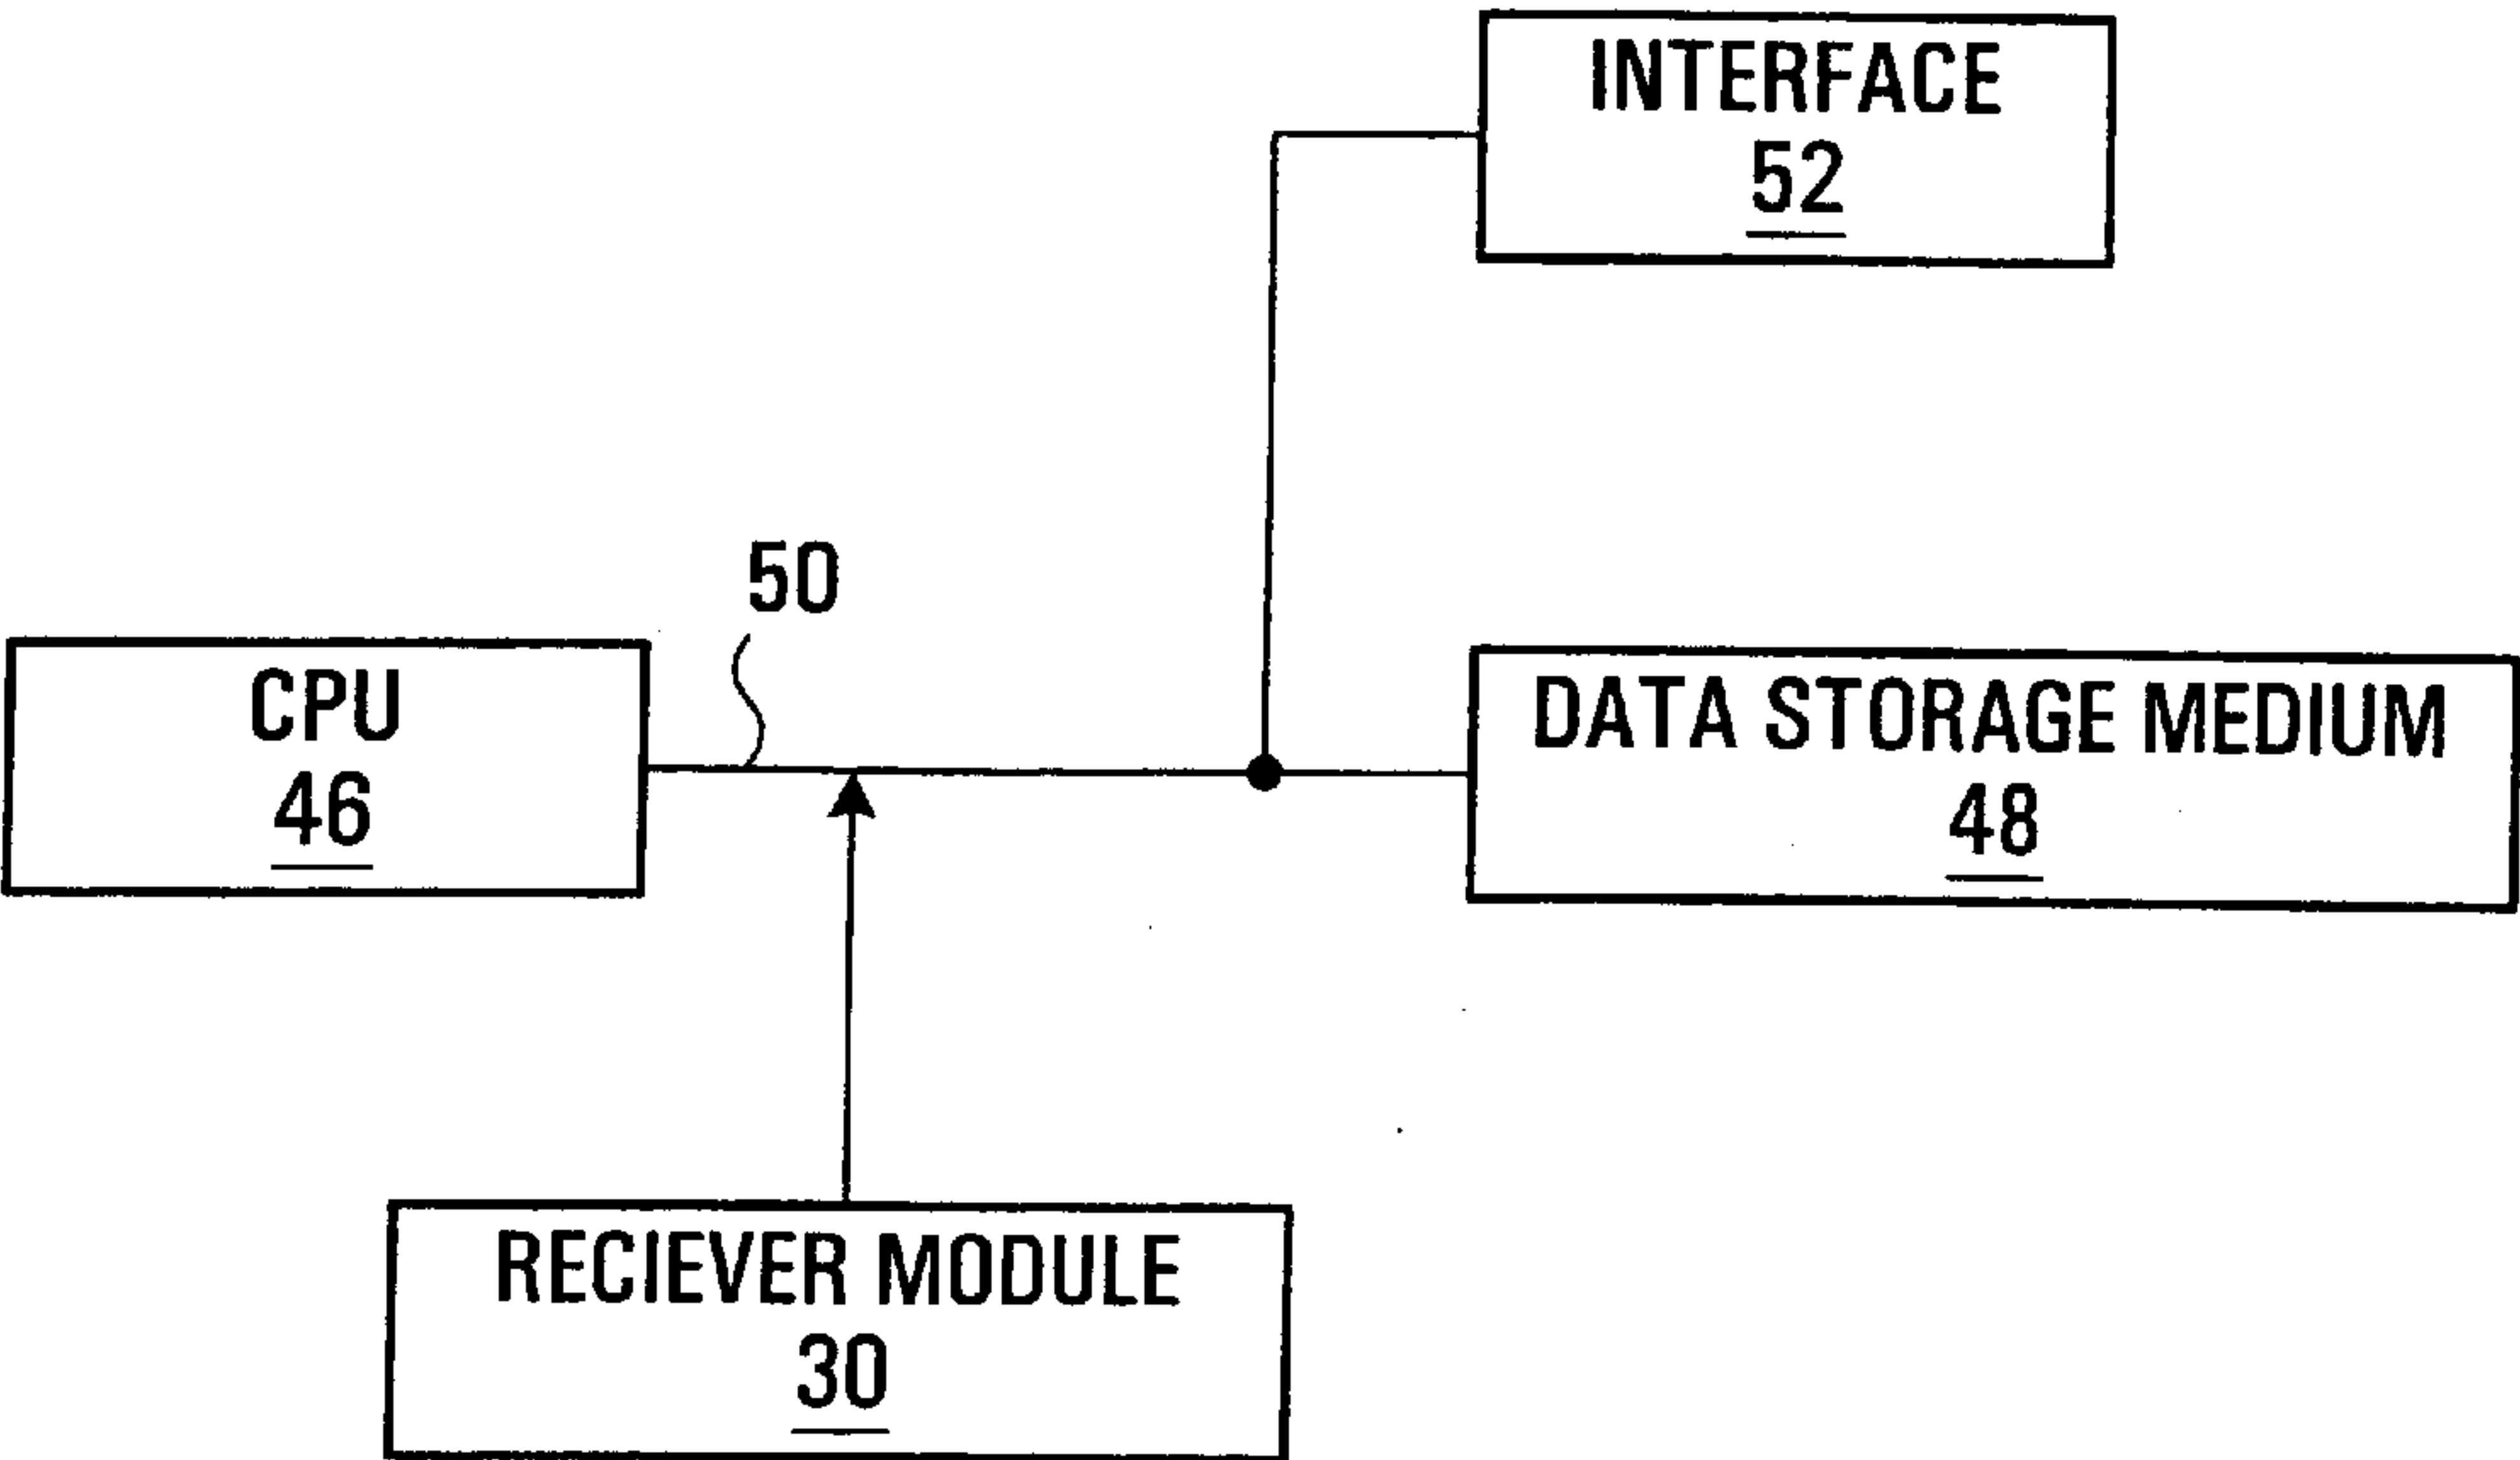 INTERFACE
52
50
CPU
46
DATA STORAGE MEDIUM
48
RECIEVER MODULE
30